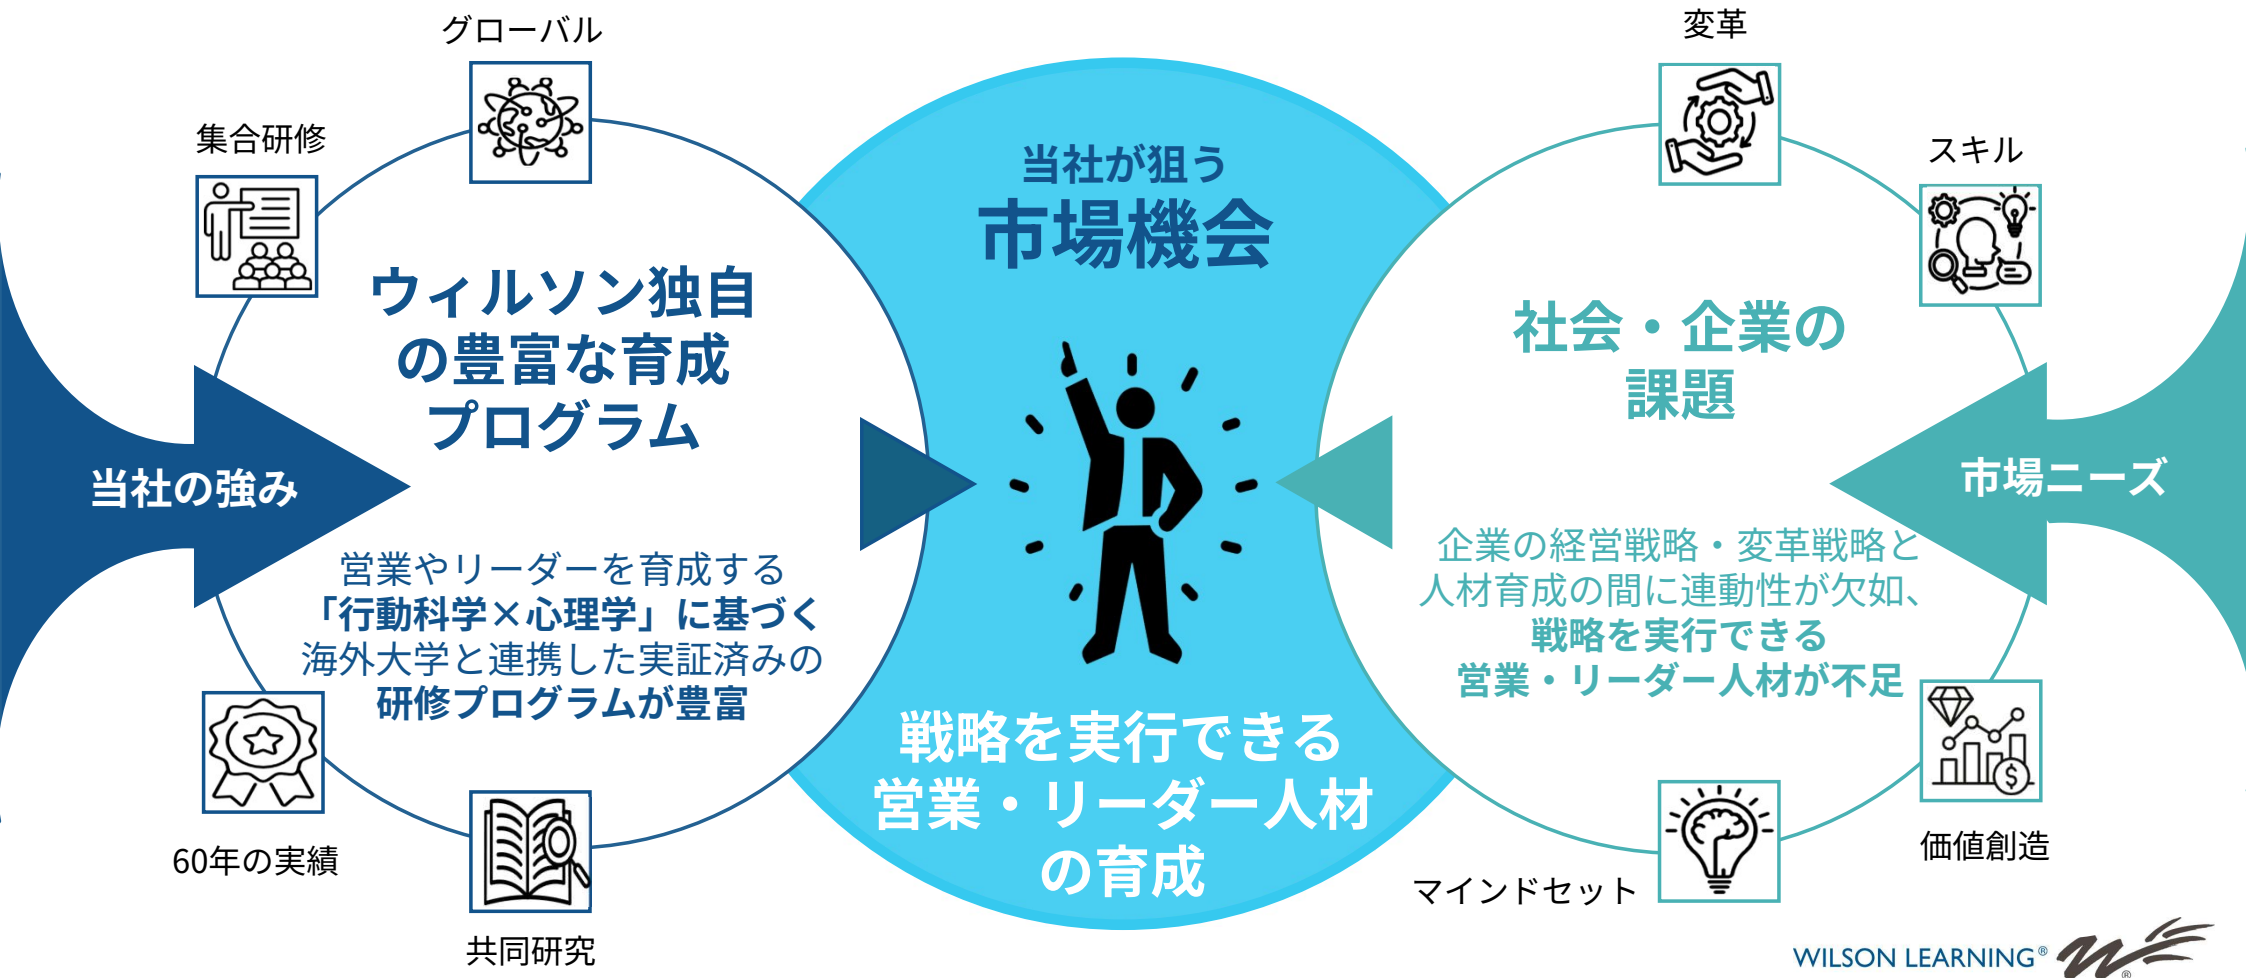 グローバル
集合研修
ウィルソン独自
の豊富な育成
プログラム
当社の強み
営業やリーダーを育成する
「行動科学×心理学」に基づく
海外大学と連携した実証済みの
研修プログラムが豊富
60年の実績
共同研究
当社が狙う
市場機会
戦略を実行できる
営業・リーダー人材
の育成
変革
スキル
社会・企業の
課題
市場ニーズ
企業の経営戦略・変革戦略と
人材育成の間に連動性が欠如、
戦略を実行できる
営業・リーダー人材が不足
価値創造
マインドセット
WILSON LEARNING®